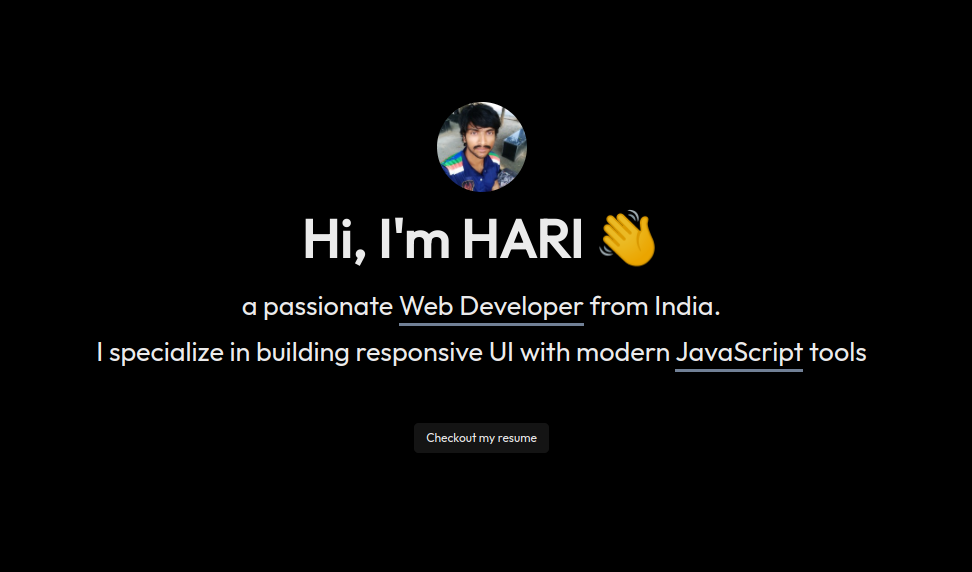 Hi, I'm HARI 👋
a passionate Web Developer from India.
I specialize in building responsive UI with modern JavaScript tools
Checkout my resume